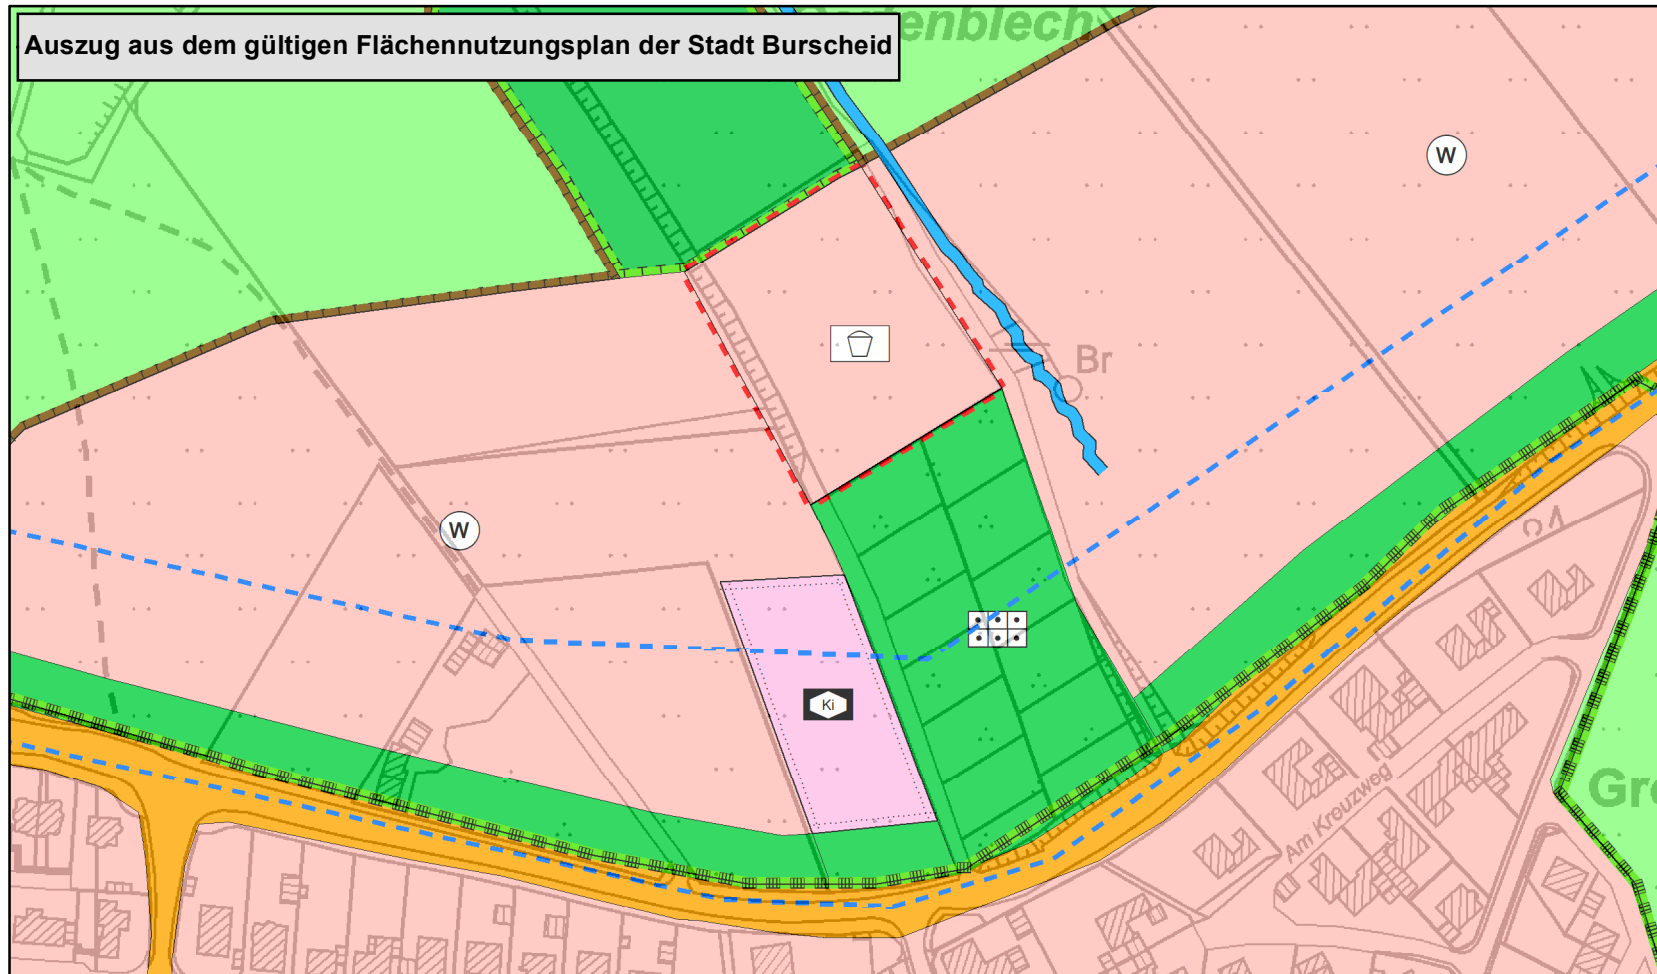 Auszug aus dem gültigen Flächennutzungsplan der Stadt Burscheid
W
Br
W
Ki
Am Kreuzweg